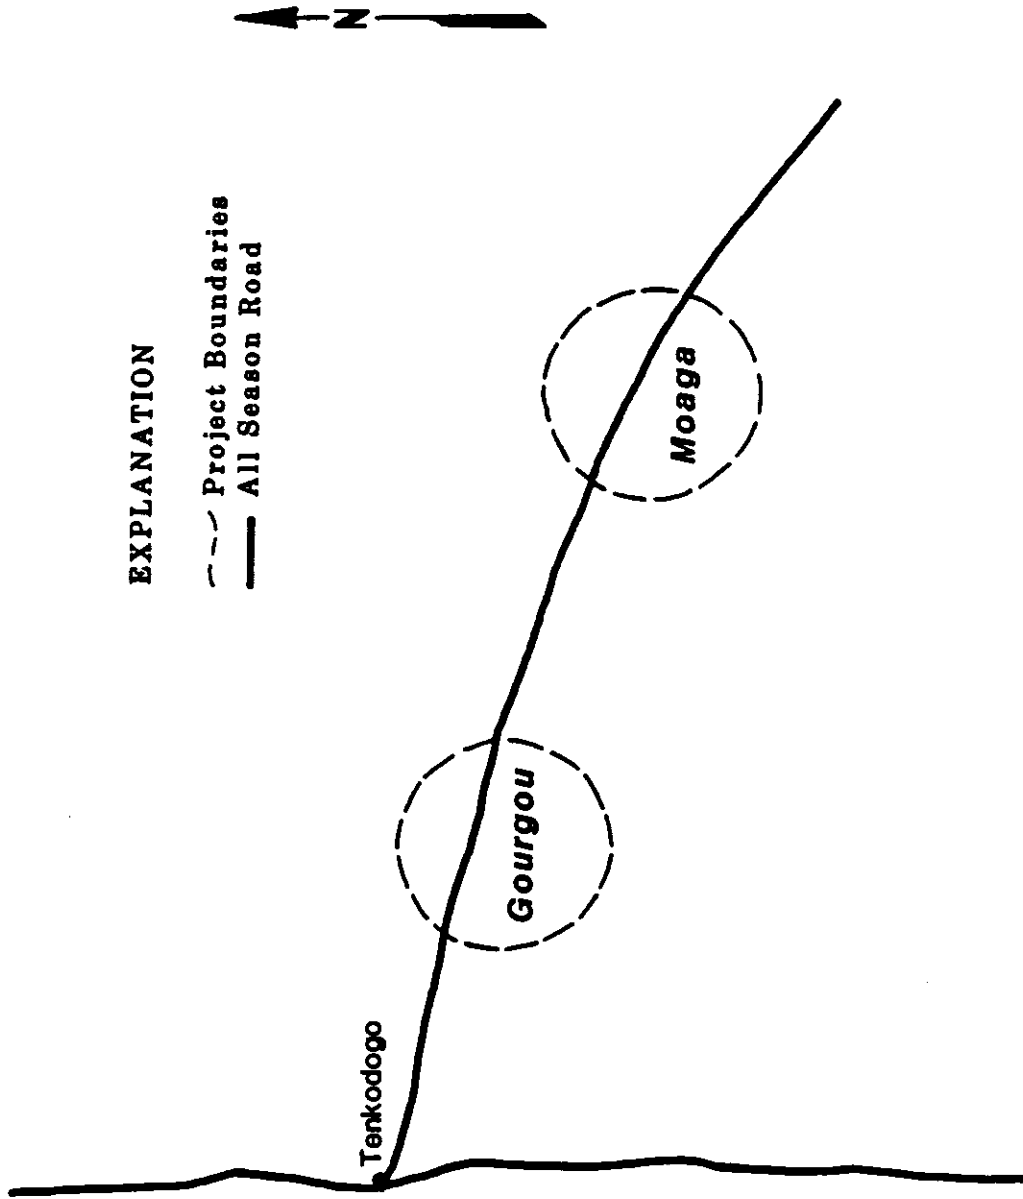 N
EXPLANATION
Project Boundaries
All Season Road
Tenkodogo
Gourgou
Moaga